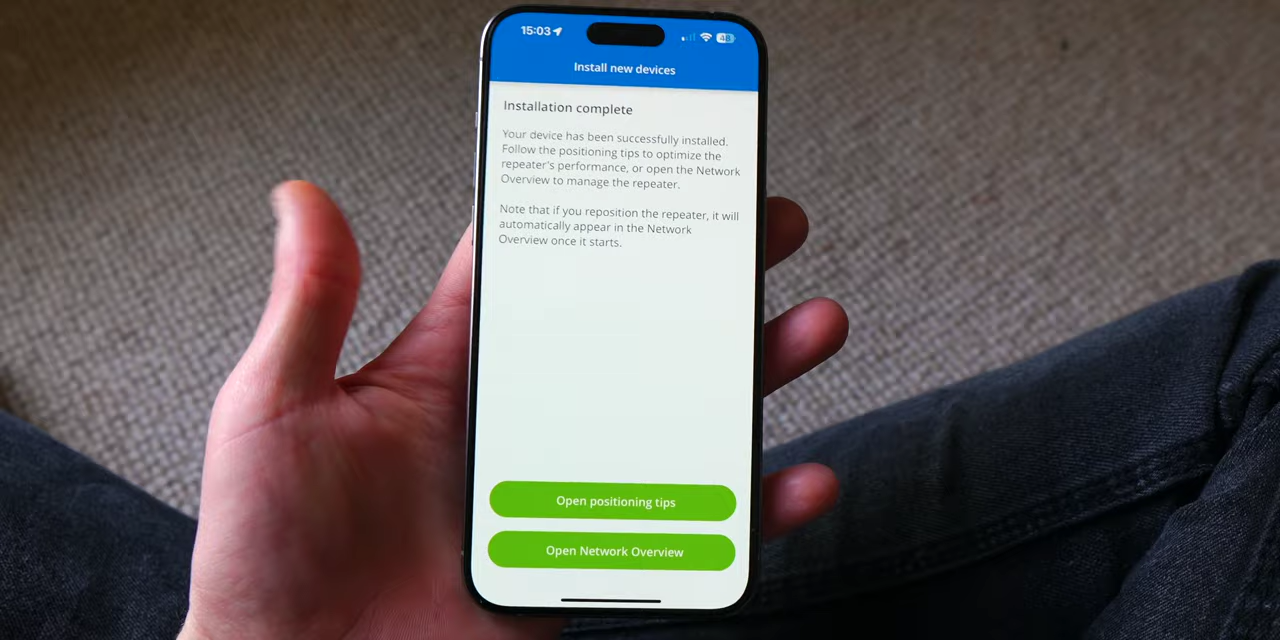 15:03
48
Install new devices
Installation complete
Your device has been successfully installed.
Follow the positioning tips to optimize the
repeater's performance, or open the Network
Overview to manage the repeater.
Note that if you reposition the repeater, it will
automatically appear in the Network
Overview once it starts.
Open positioning tips
Open Network Overview